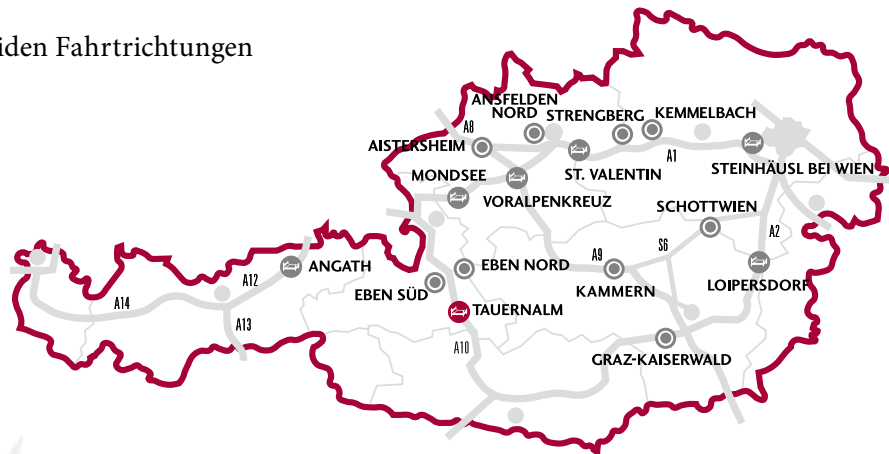 iden Fahrtrichtungen
ANSFELDEN
NORD
STRENGBERG
KEMMELBACH
A8
AISTERSHEIM
A1
MONDSEE
ST. VALENTIN
STEINHÄUSL BEI WIEN
VORALPENKREUZ
SCHOTTWIEN
A2
S6
A9
ANGATH
EBEN NORD
A12
EBEN SÜD
KAMMERN
LOIPERSDORF
A14
TAUERNALM
A13
A10
GRAZ-KAISERWALD